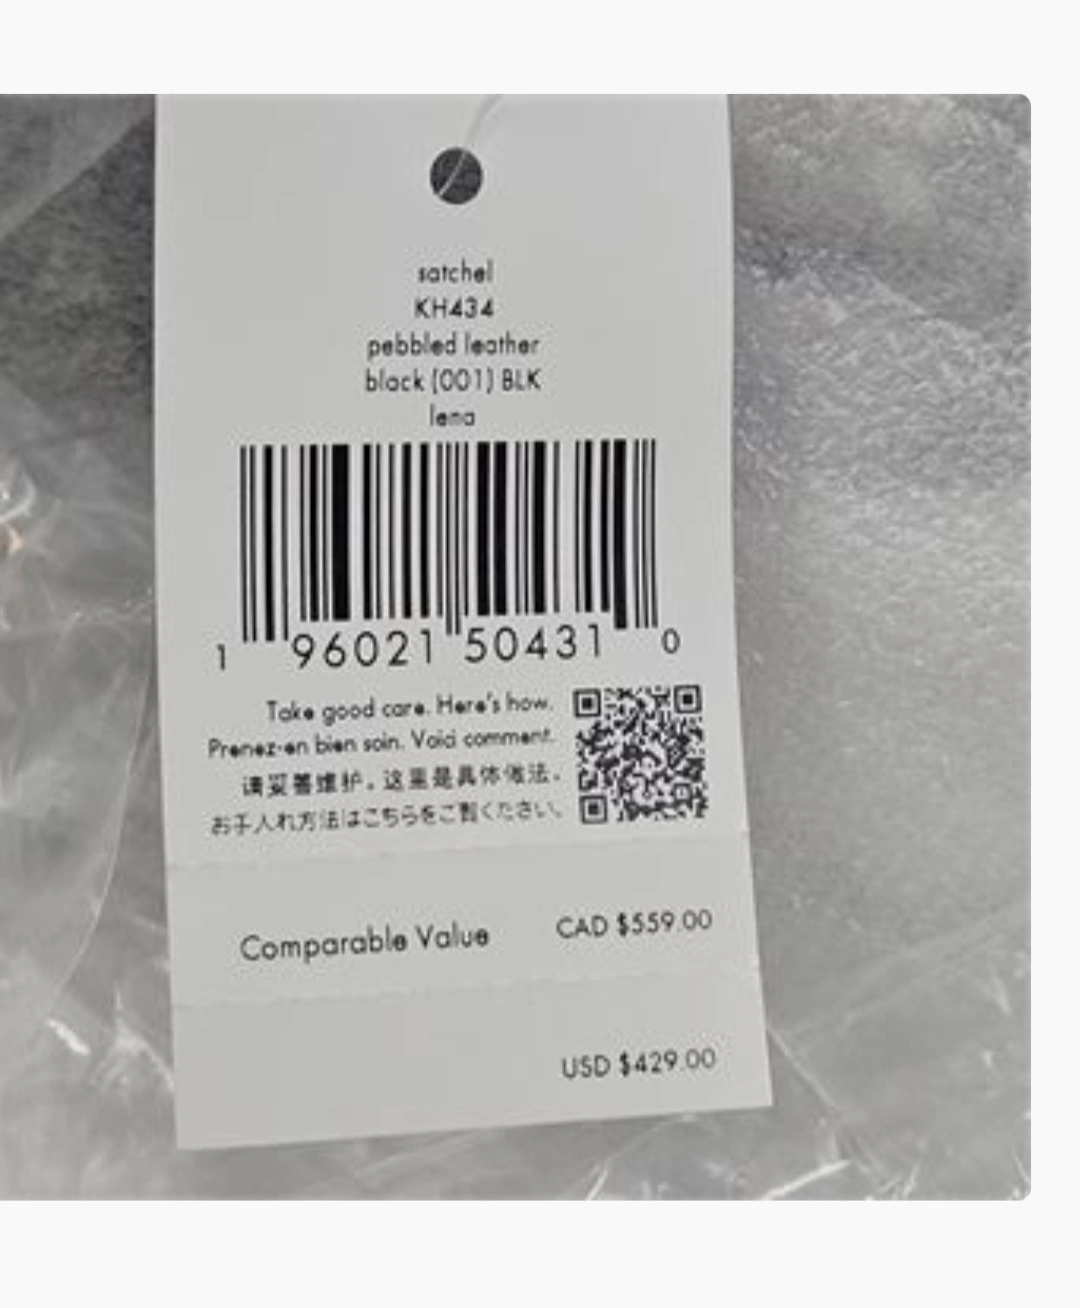 satchel
KH434
pebbled leather
black (001) BLK
lena
1 96021 50431 0
Take good care. Here's how.
Prenez-en bien soin. Voici comment.
请妥善维护。这里是具体做法。
お手入れ方法はこちらをご覧ください。
Comparable Value CAD $559.00
USD $429.00